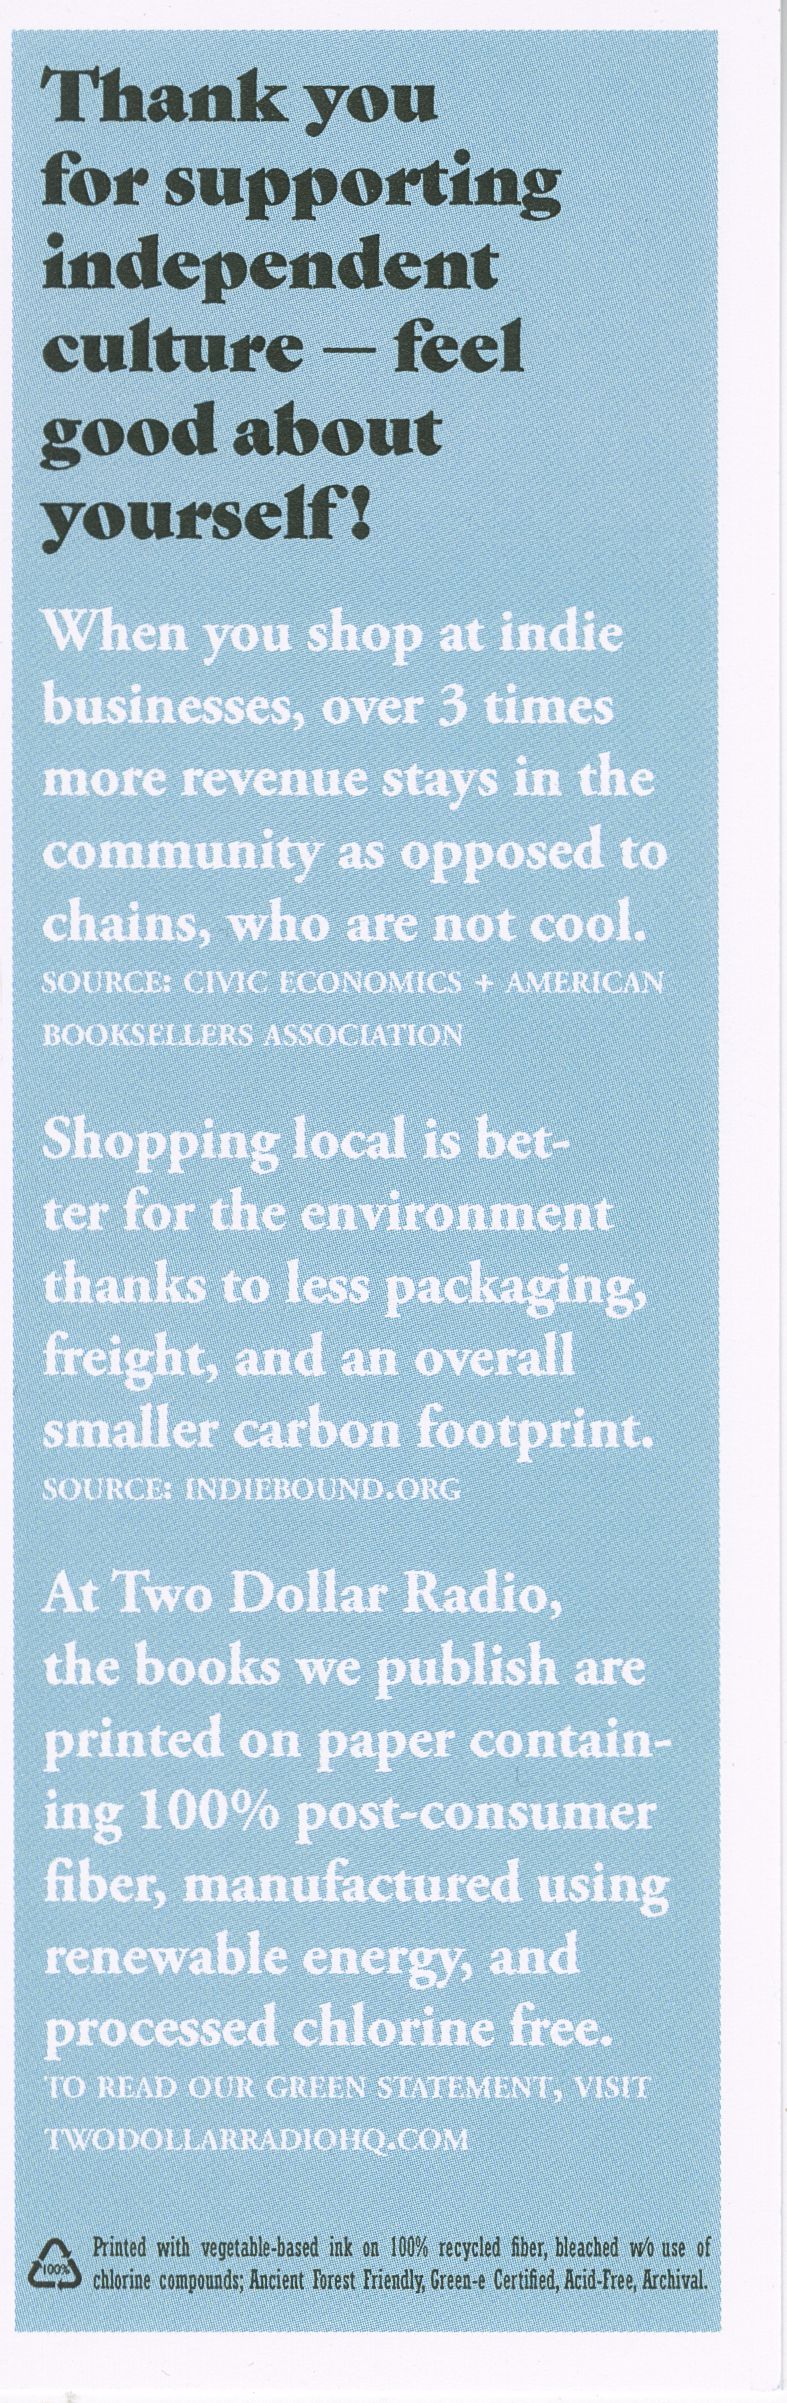 Thank you
for supporting
independent
culture — feel
good about
yourself!
When you shop at indie
businesses, over 3 times
more revenue stays in the
community as opposed to
chains, who are not cool.
SOURCE: CIVIC ECONOMICS + AMERICAN
BOOKSELLERS ASSOCIATION
Shopping local is bet-
ter for the environment
thanks to less packaging,
freight, and an overall
smaller carbon footprint.
SOURCE: INDIEBOUND.ORG
At Two Dollar Radio,
the books we publish are
printed on paper contain-
ing 100% post-consumer
fiber, manufactured using
renewable energy, and
processed chlorine free.
TO READ OUR GREEN STATEMENT, VISIT
TWODOLLARRADIOHQ.COM
100%
Printed with vegetable-based ink on 100% recycled fiber, bleached w/o use of
chlorine compounds; Ancient Forest Friendly, Green-e Certified, Acid-Free, Archival.